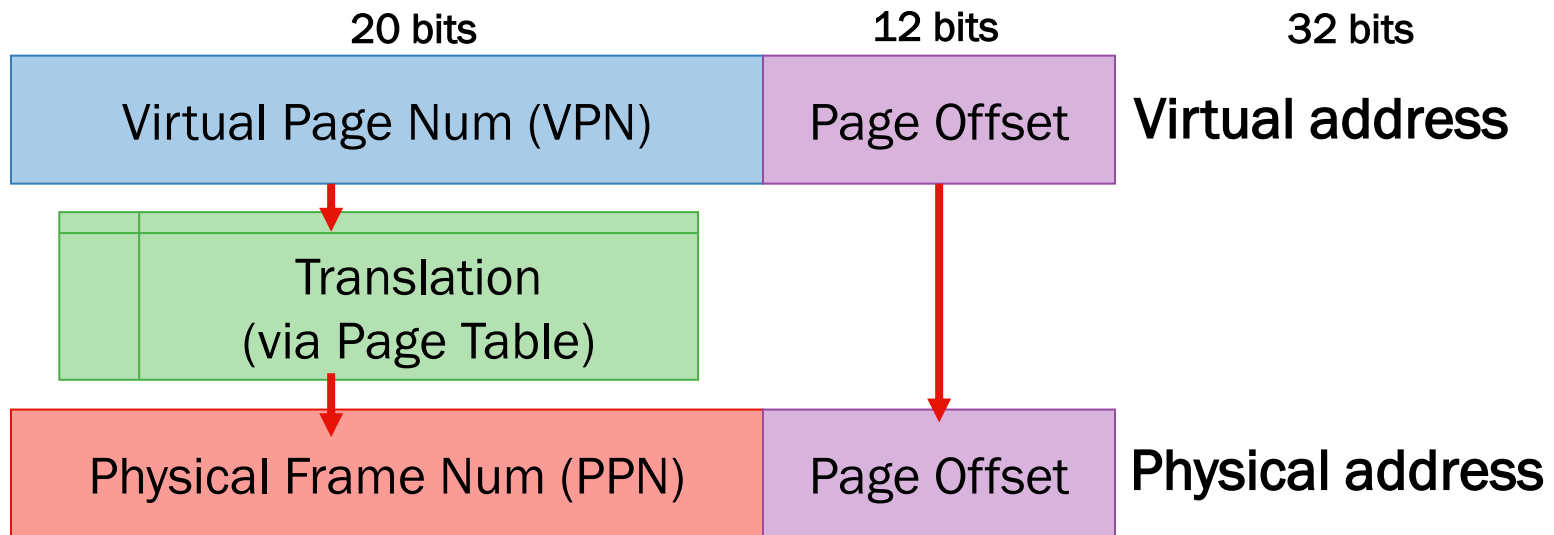 20 bits
12 bits
32 bits
Virtual Page Num (VPN)
Page Offset
Virtual address
Translation
(via Page Table)
Physical Frame Num (PPN)
Page Offset
Physical address